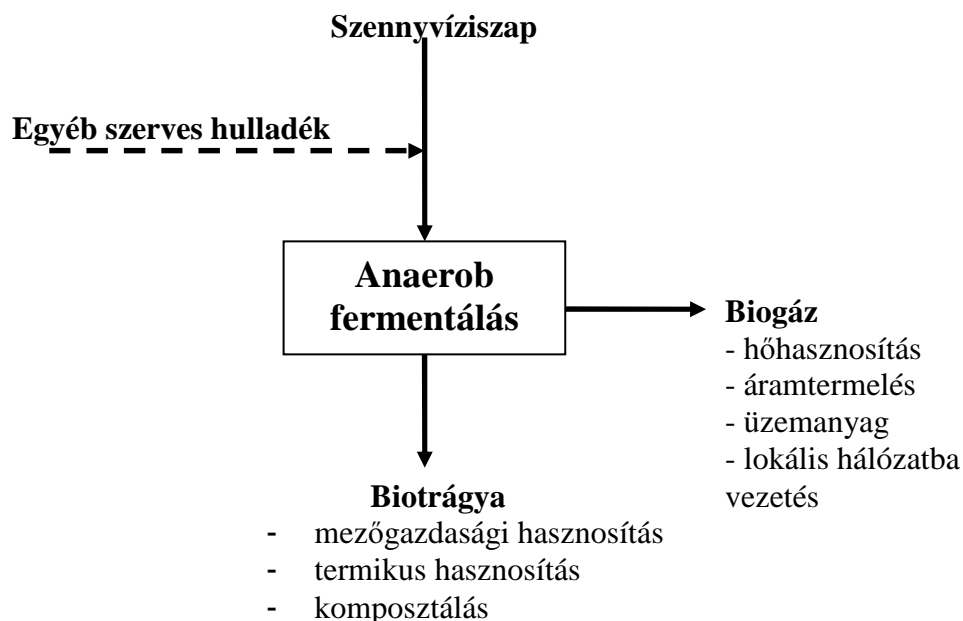 Szennyvíziszap
Egyéb szerves hulladék
Anaerob
fermentálás
Biogáz
- hőhasznosítás
- áramtermelés
- üzemanyag
- lokális hálózatba
vezetés
Biotrágya
- mezőgazdasági hasznosítás
- termikus hasznosítás
- komposztálás